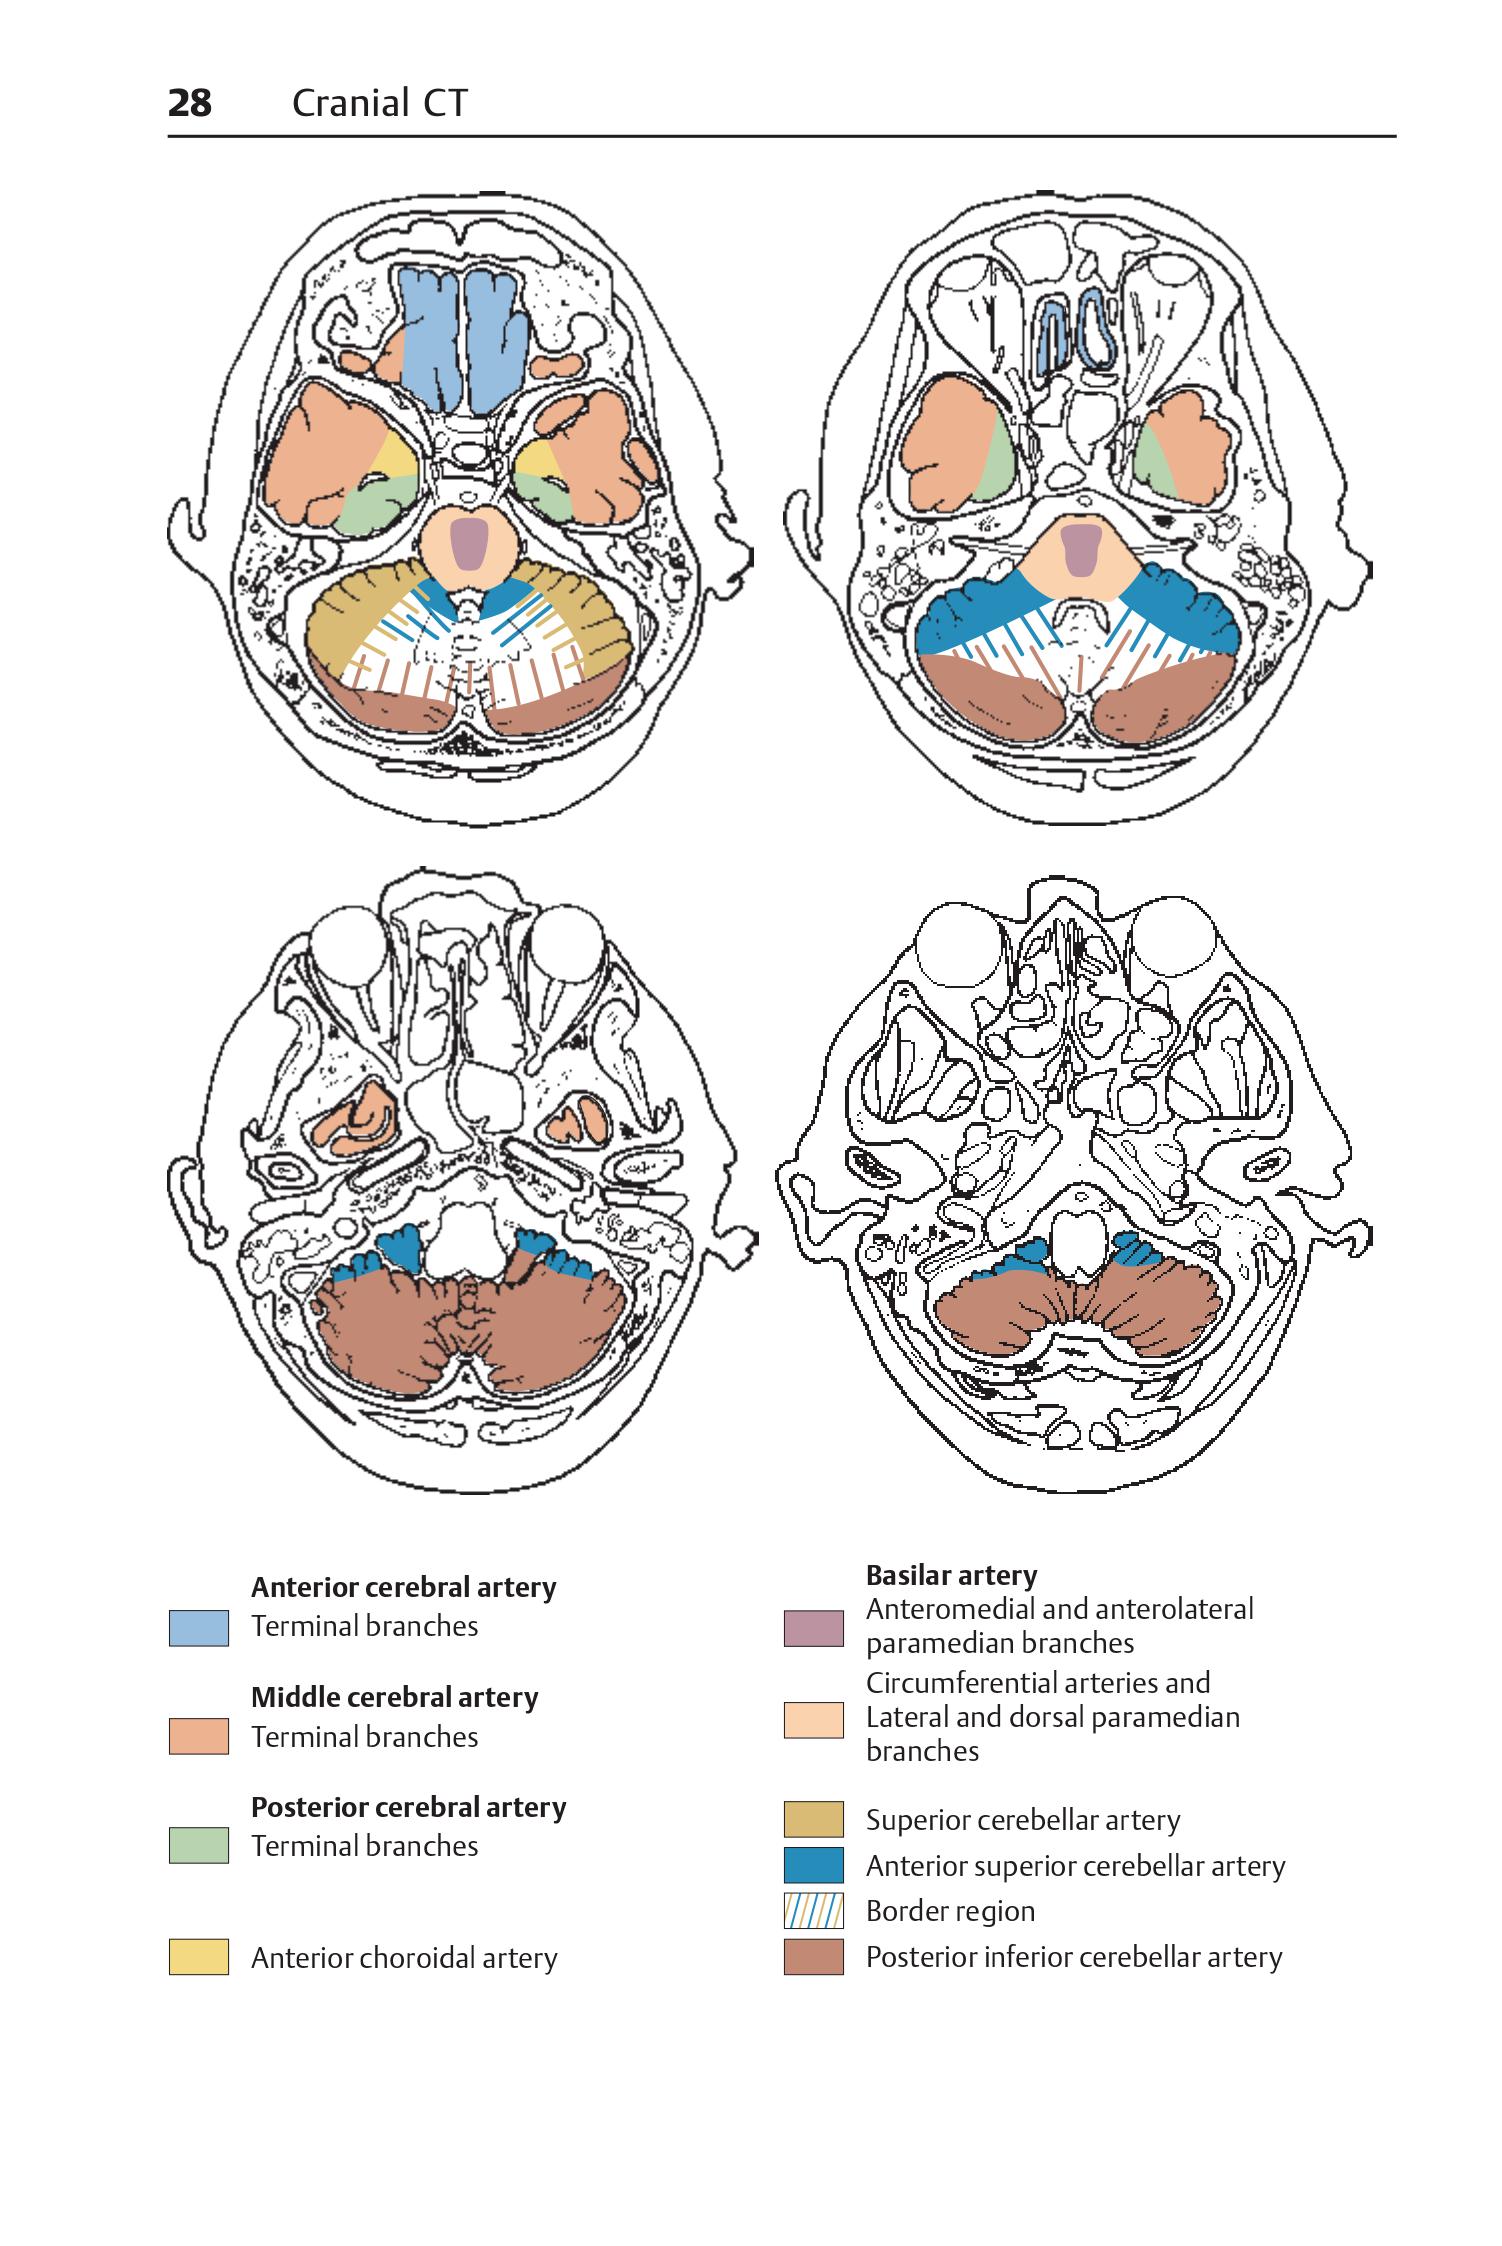 28 Cranial CT
Anterior cerebral artery
Terminal branches
Middle cerebral artery
Terminal branches
Posterior cerebral artery
Terminal branches
Anterior choroidal artery
Basilar artery
Anteromedial and anterolateral
paramedian branches
Circumferential arteries and
Lateral and dorsal paramedian
branches
Superior cerebellar artery
Anterior superior cerebellar artery
Border region
Posterior inferior cerebellar artery